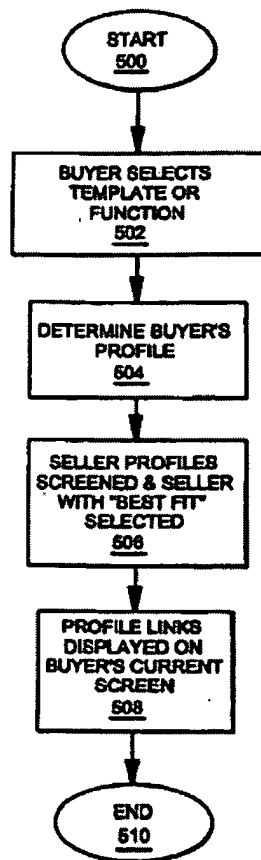 START
500
BUYER SELECTS
TEMPLATE OR
FUNCTION
502
DETERMINE BUYER'S
PROFILE
504
SELLER PROFILES
SCREENED & SELLER
WITH "BEST FIT"
SELECTED
506
PROFILE LINKS
DISPLAYED ON
BUYER'S CURRENT
SCREEN
508
END
510